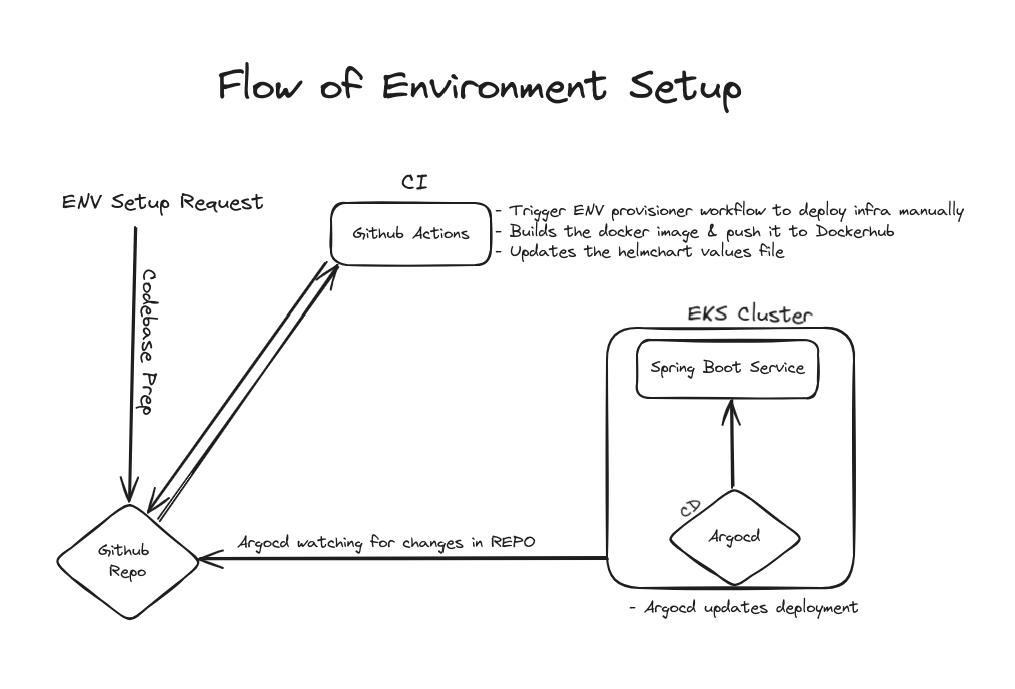 Flow of Environment Setup
CI
ENV Setup Request
Github Actions
- Trigger ENV provisioner workflow to deploy infra manually
- Builds the docker image & push it to Dockerhub
- Updates the helmchart values file
Codebase Prep
EKS Cluster
Spring Boot Service
CD
Argocd
Argocd watching for changes in REPO
Github
Repo
- Argocd updates deployment